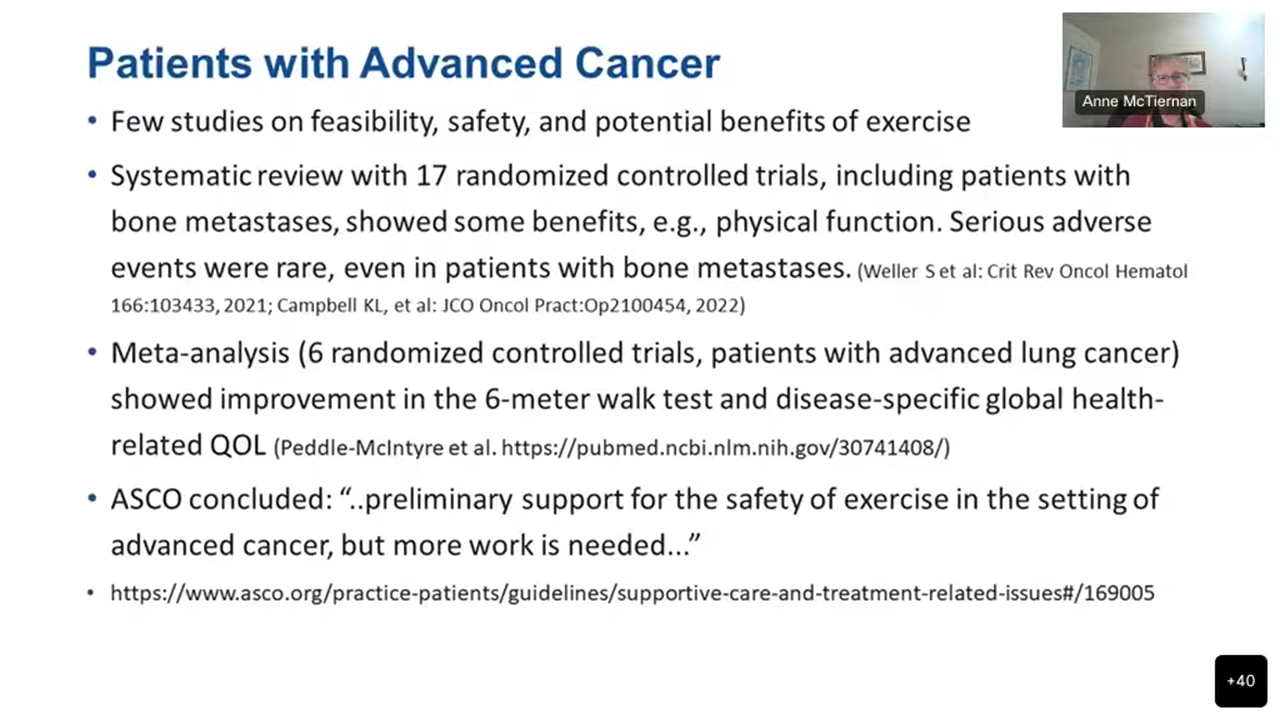 Patients with Advanced Cancer
Anne McTiernan
• Few studies on feasibility, safety, and potential benefits of exercise
• Systematic review with 17 randomized controlled trials, including patients with
bone metastases, showed some benefits, e.g., physical function. Serious adverse
events were rare, even in patients with bone metastases. (Weller S et al: Crit Rev Oncol Hematol
166:103433, 2021; Campbell KL, et al: JCO Oncol Pract:Op2100454, 2022)
• Meta-analysis (6 randomized controlled trials, patients with advanced lung cancer)
showed improvement in the 6-meter walk test and disease-specific global health-
related QOL (Peddle-McIntyre et al. https://pubmed.ncbi.nlm.nih.gov/30741408/)
• ASCO concluded: “..preliminary support for the safety of exercise in the setting of
advanced cancer, but more work is needed...”
• https://www.asco.org/practice-patients/guidelines/supportive-care-and-treatment-related-issues#/169005
+40